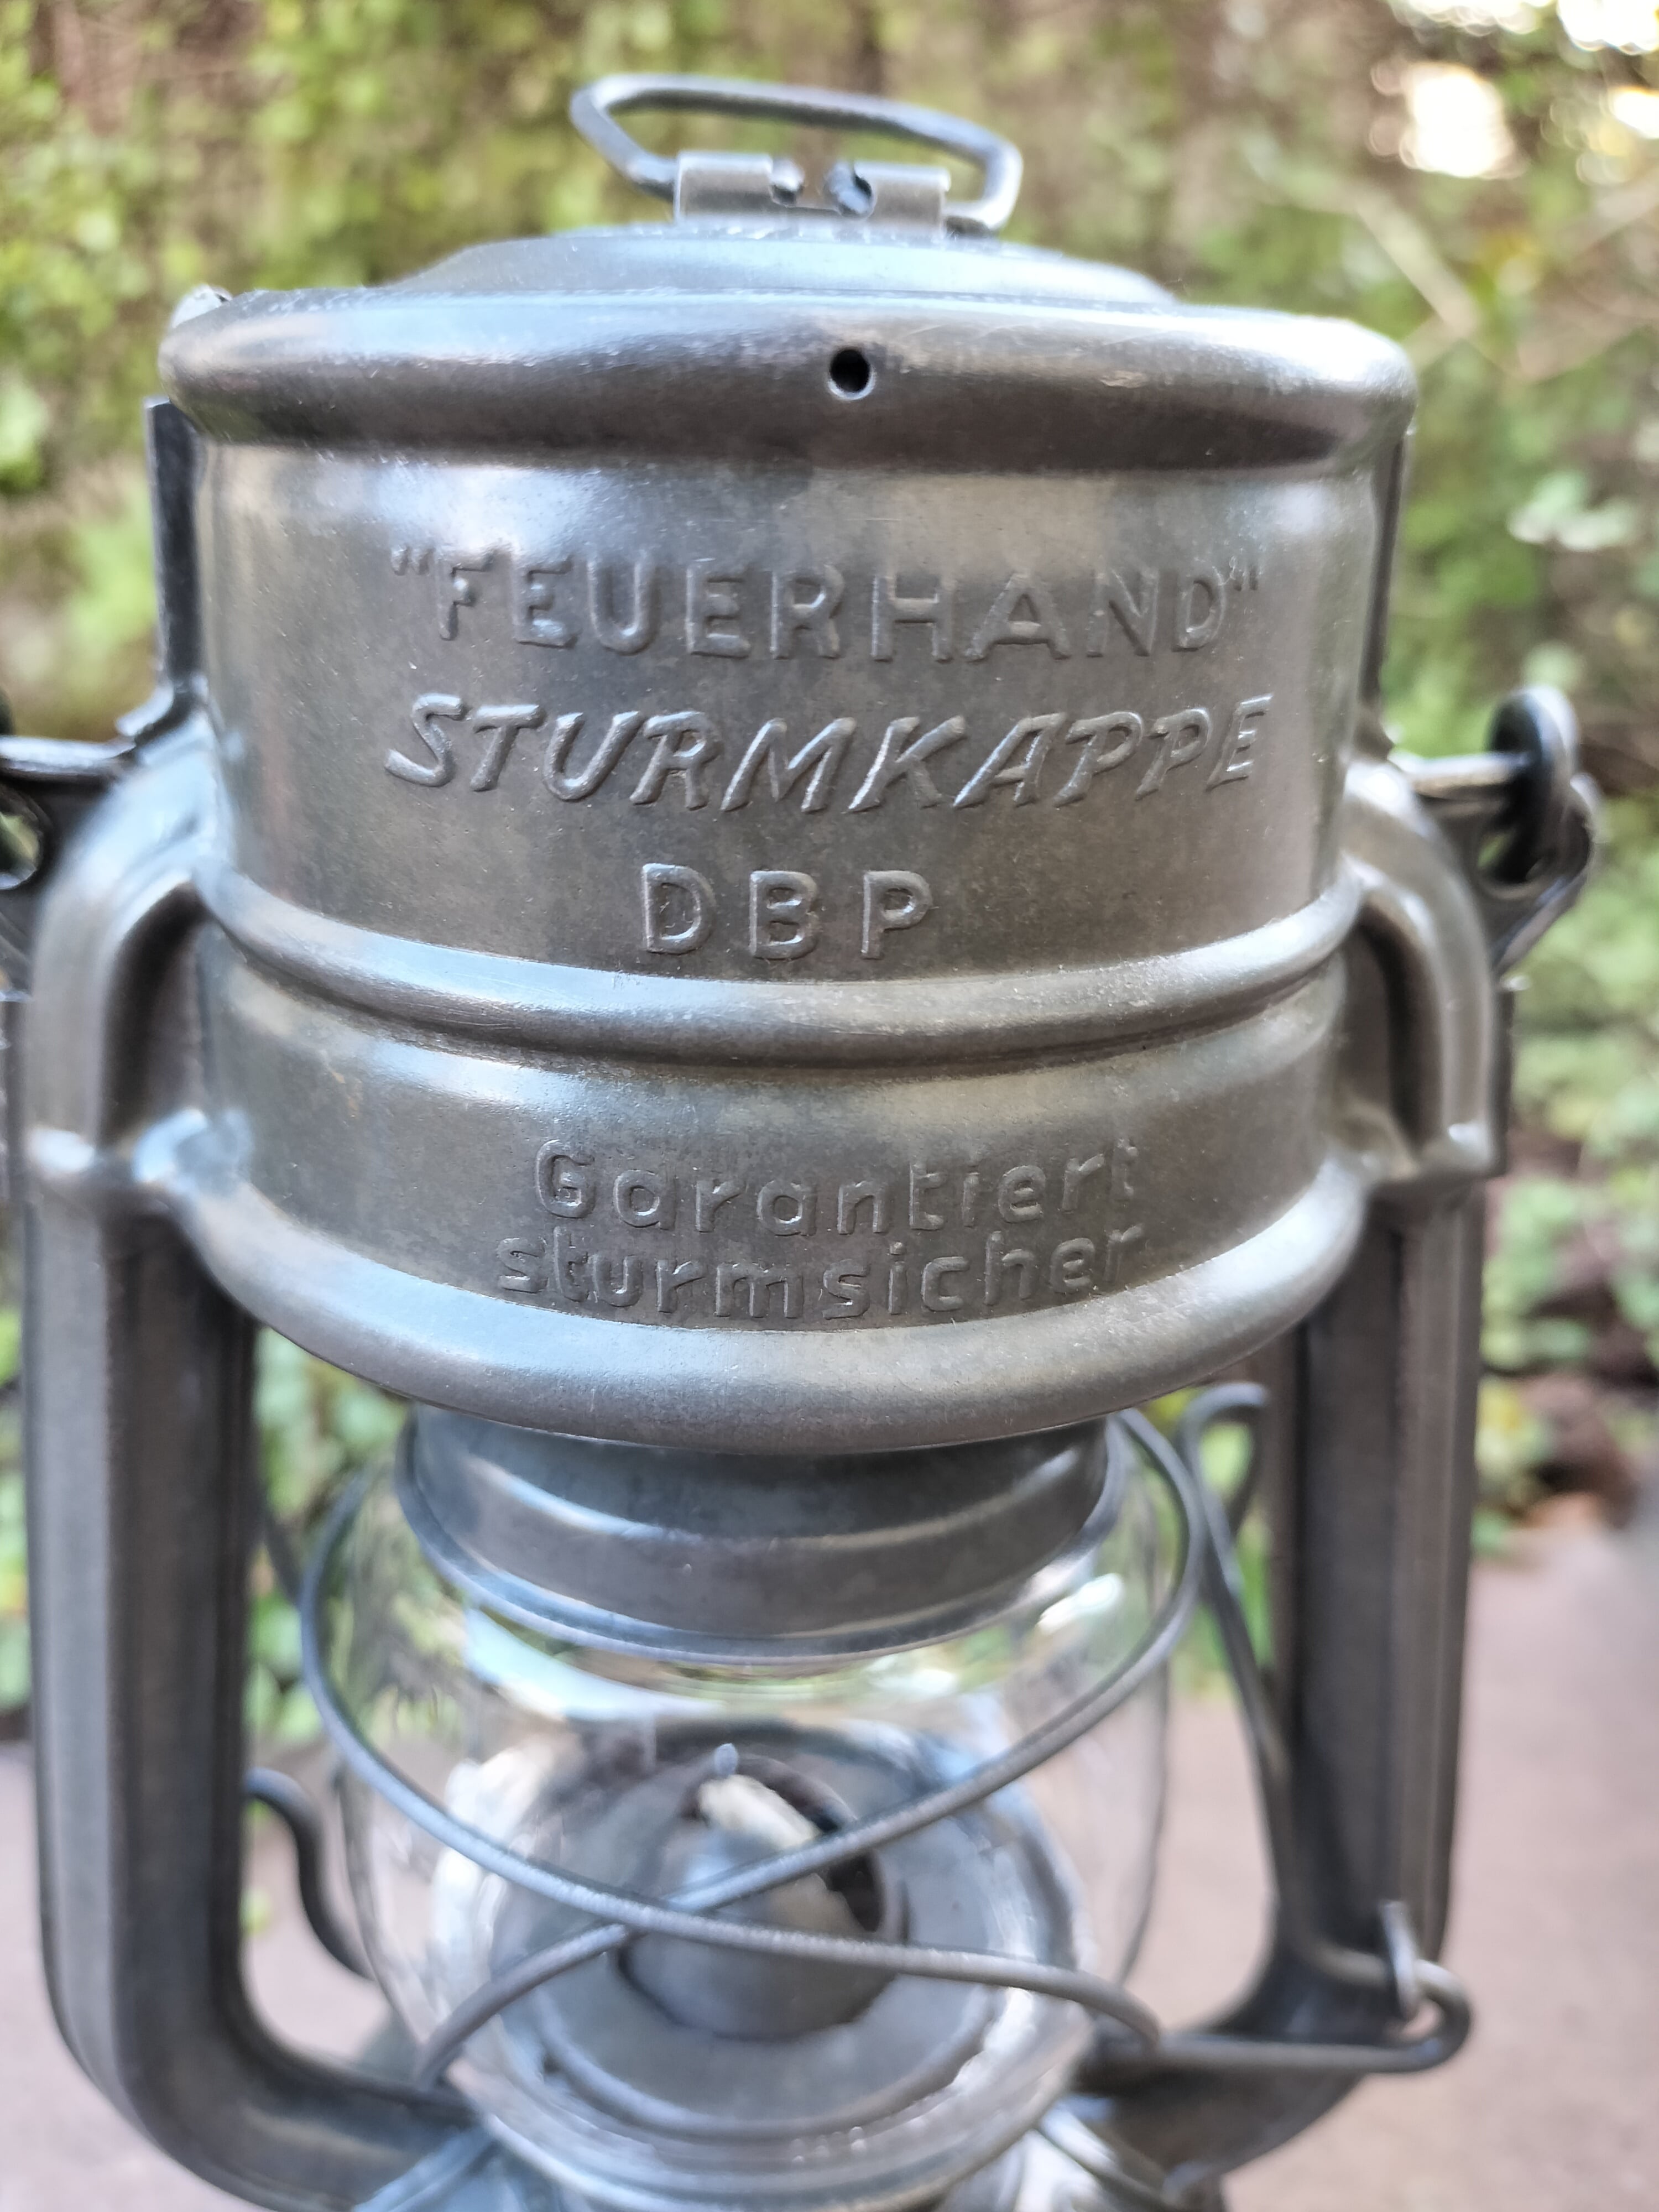 "FEUERHAND"
STURMKAPPE
DBP
Garantiert
sturmsicher